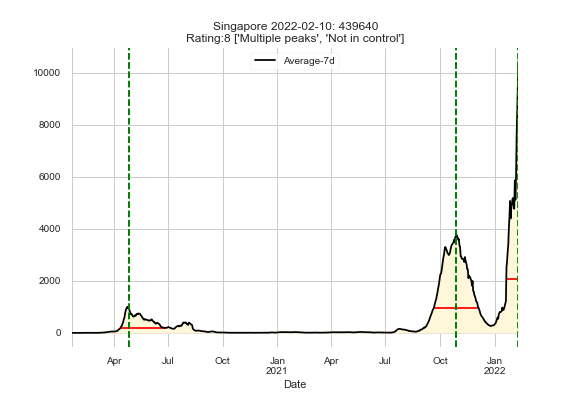 Singapore 2022-02-10: 439640
Rating:8 ['Multiple peaks', 'Not in control']
Average-7d
10000
8000
6000
4000
2000
0
Apr Jul Oct Jan Apr Jul Oct Jan
2021 2022
Date